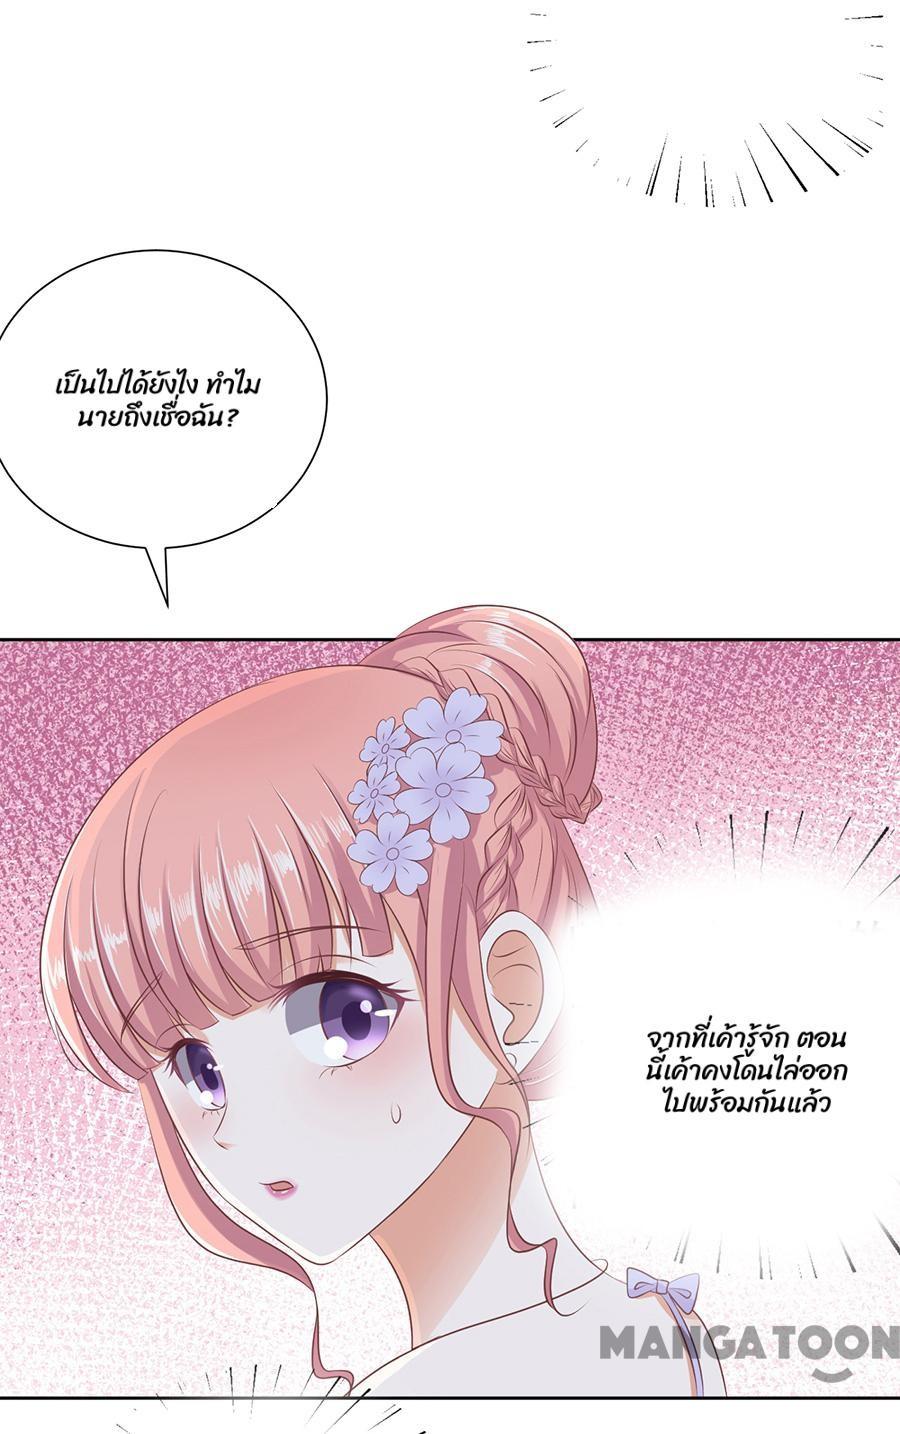 เป็นไปได้ยังไง ทำไม
นายถึงเชื่อฉัน?
จากที่เค้ารู้จัก ตอน
นี้เค้าคงโดนไล่ออก
ไปพร้อมกันแล้ว
MANGATOON